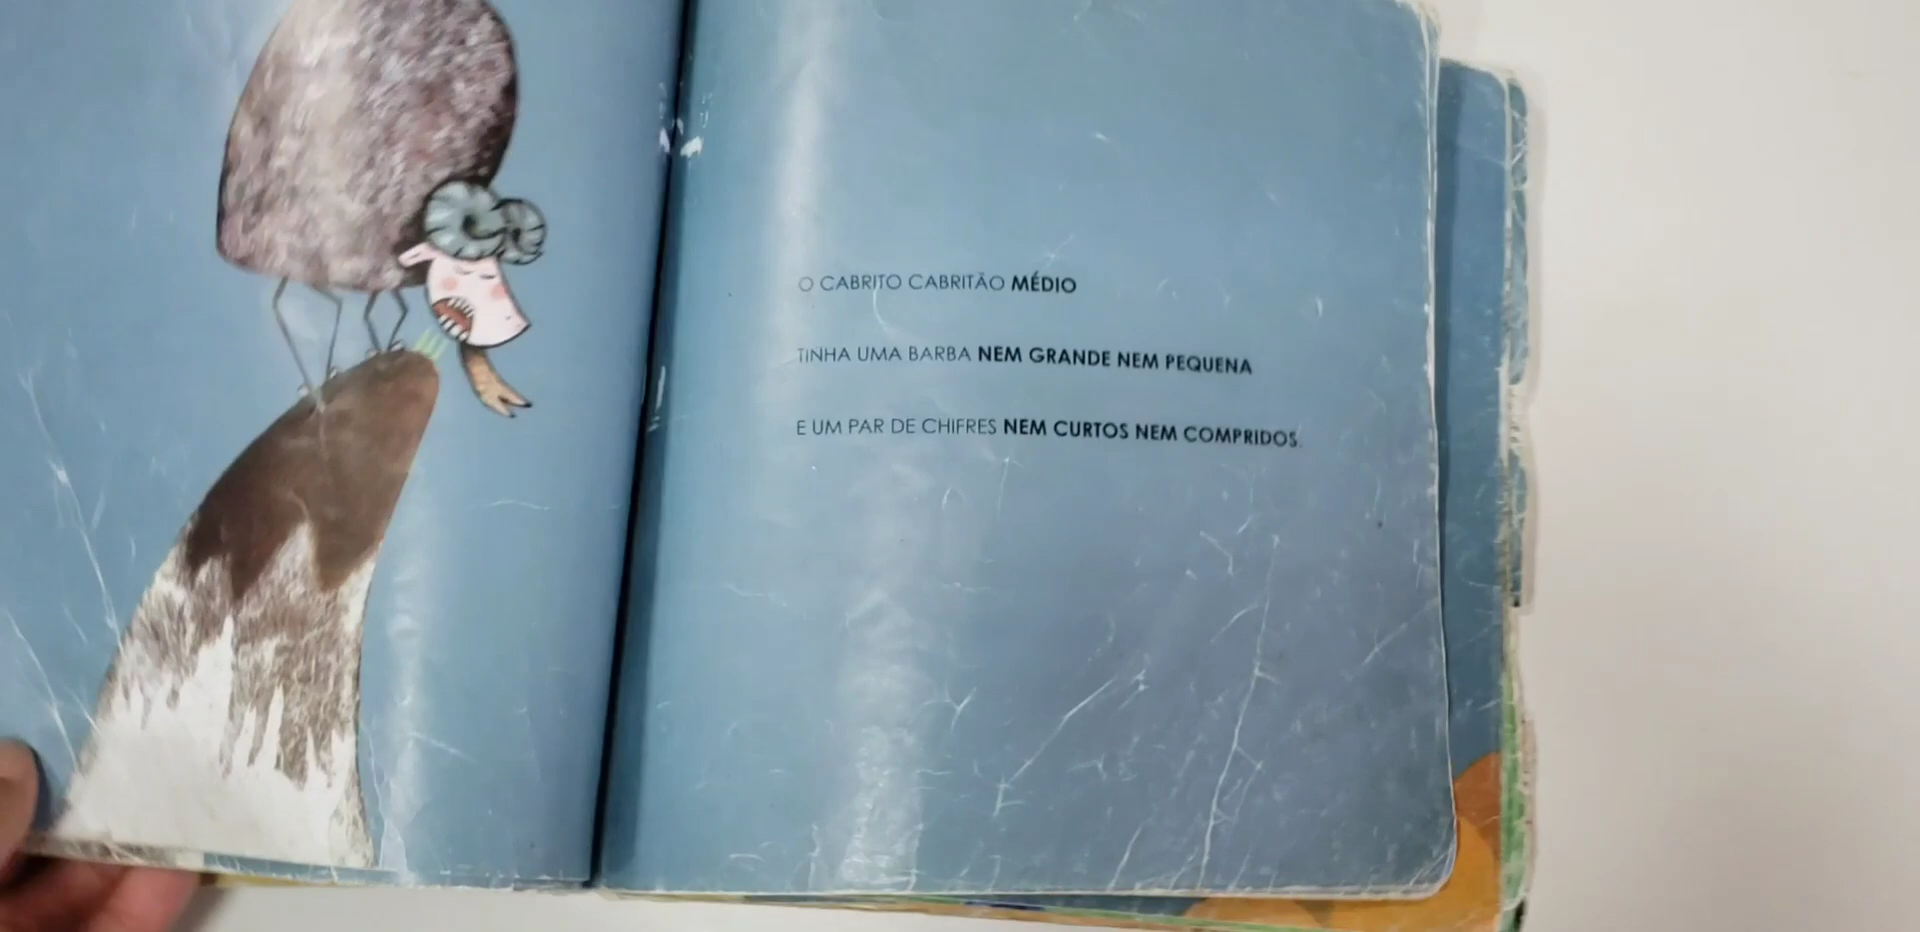 O CABRITO CABRITÃO MÉDIO
TINHA UMA BARBA NEM GRANDE NEM PEQUENA
E UM PAR DE CHIFRES NEM CURTOS NEM COMPRIDOS.